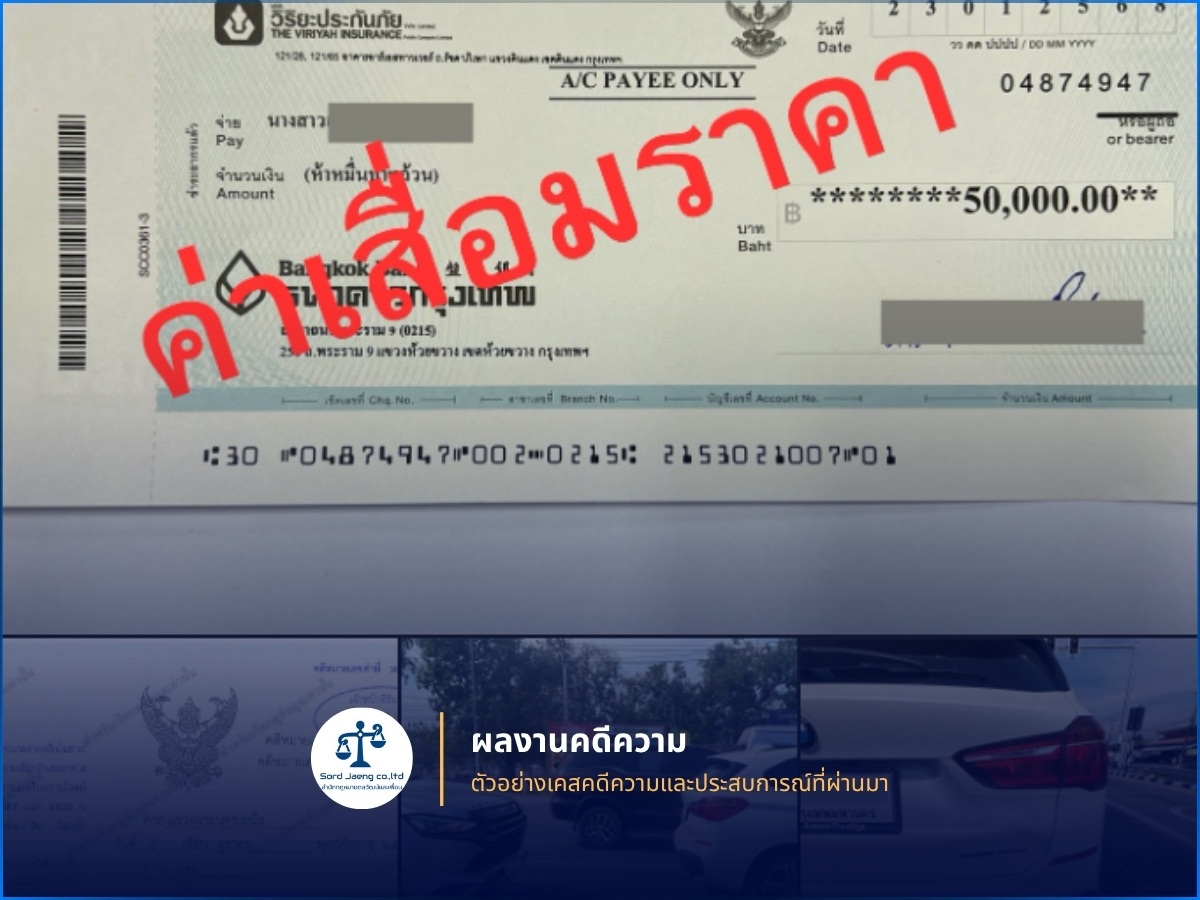 วิริยะประกันภัย
THE VIRIYAH INSURANCE
วันที่
Date
2 3 0 1 2 5 6 8
วว ดด ปปปป / DD MM YYYY
A/C PAYEE ONLY
04874947
จ่าย
Pay
นางสาว
หรือผู้ถือ
or bearer
จำนวนเงิน
Amount
(ห้าหมื่นบาทถ้วน)
฿ ********50,000.00**
บาท
Baht
SCC0361-3
ค่าเสื่อมราคา
Bangkok
ธนาคารกรุงเทพ
พระราม 9 (0215)
ถ.พระราม 9 แขวงห้วยขวาง เขตห้วยขวาง กรุงเทพฯ
เช็คเลขที่ Chq. No.
สาขาเลขที่ Branch No.
บัญชีเลขที่ Account No.
จำนวนเงิน Amount
⑆30 ⑈04874947⑈002⑉0215⑆ 2153021007⑈01
Sord Jaeng co.,ltd
ผลงานคดีความ
ตัวอย่างเคสคดีความและประสบการณ์ที่ผ่านมา